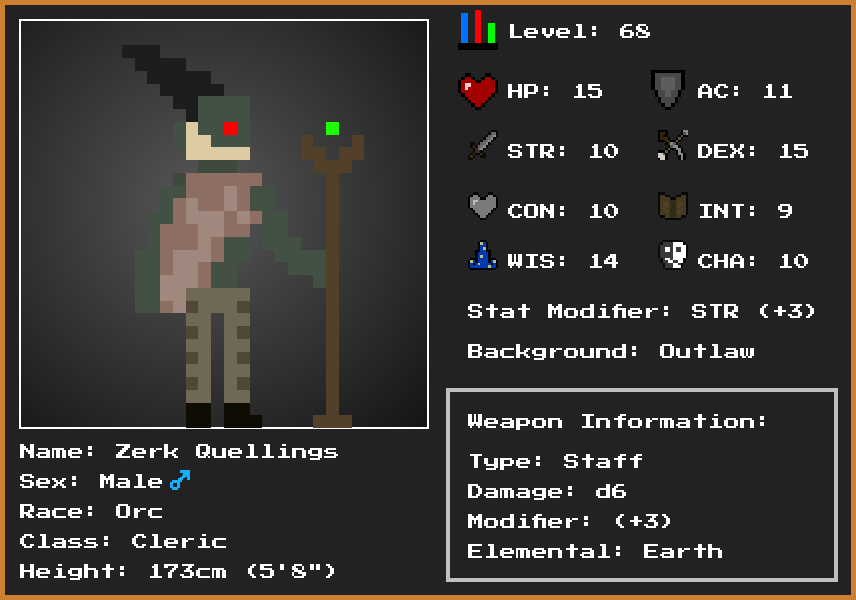 Level: 68
HP: 15
AC: 11
STR: 10
DEX: 15
CON: 10
INT: 9
WIS: 14
CHA: 10
Stat Modifier: STR (+3)
Background: Outlaw
Weapon Information:
Type: Staff
Damage: d6
Modifier: (+3)
Elemental: Earth
Name: Zerk Quellings
Sex: Male ♂
Race: Orc
Class: Cleric
Height: 173cm (5'8")